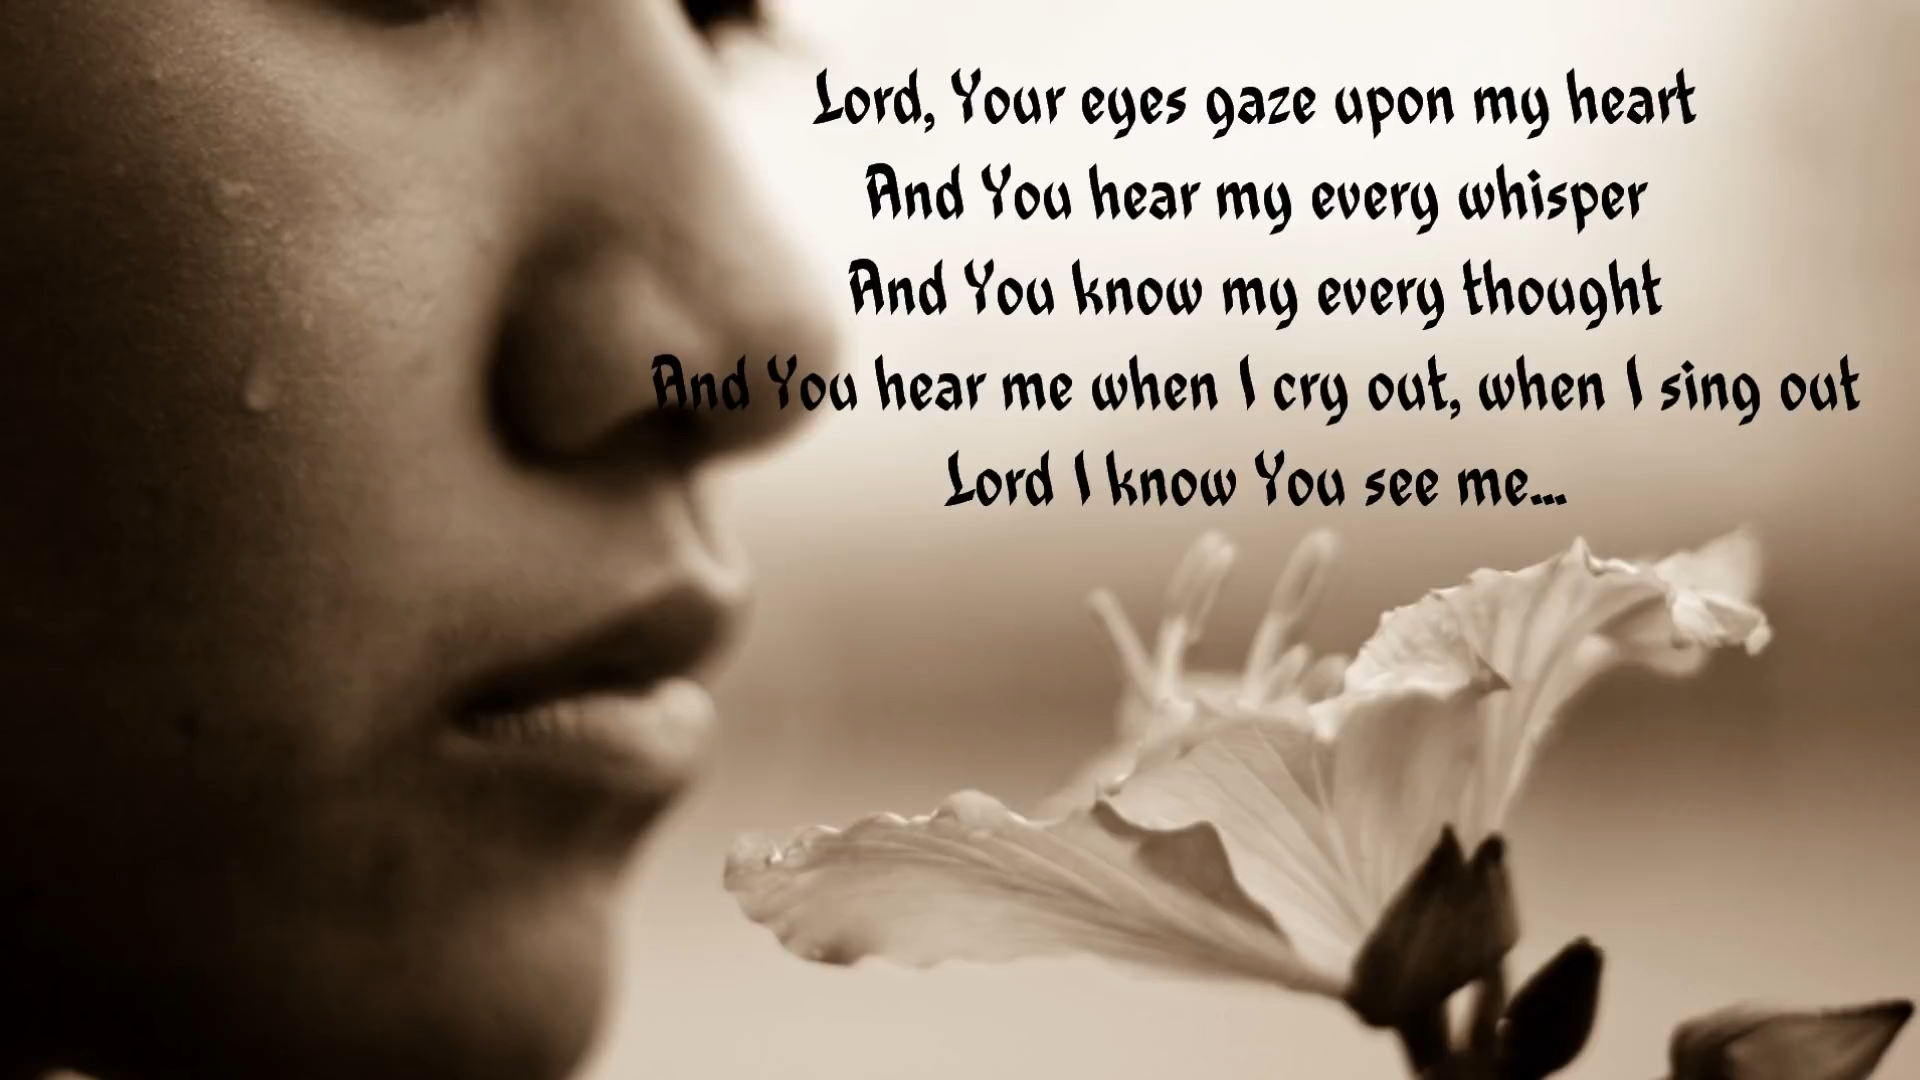 Lord, Your eyes gaze upon my heart
And You hear my every whisper
And You know my every thought
And You hear me when I cry out, when I sing out
Lord I know You see me...